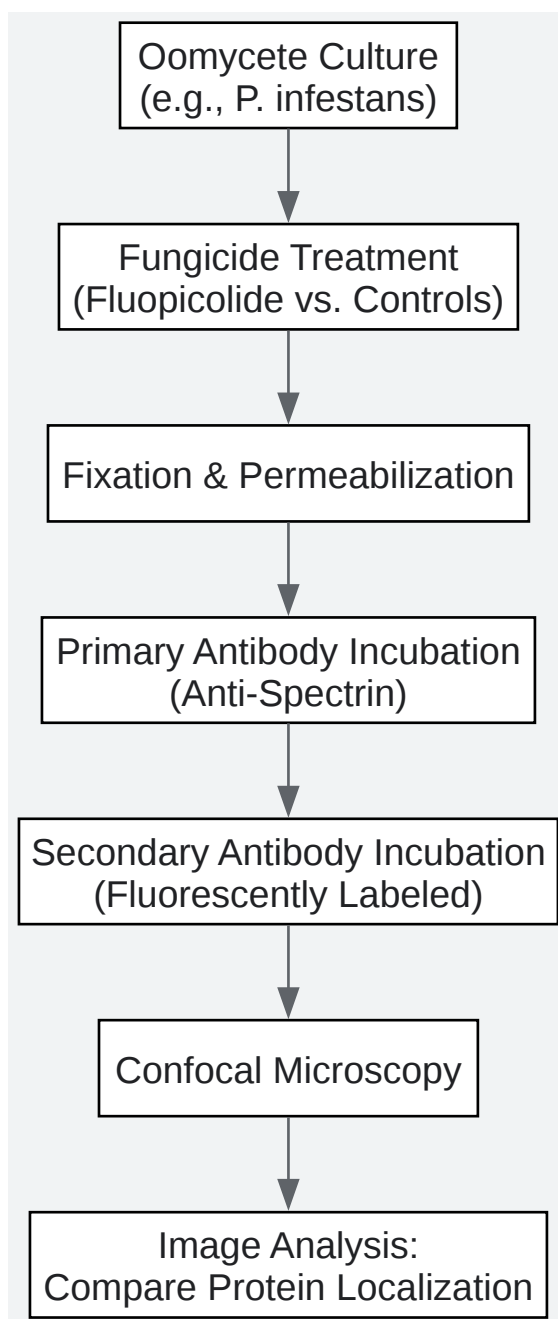 Oomycete Culture
(e.g., P. infestans)
Fungicide Treatment
(Fluopicolide vs. Controls)
Fixation & Permeabilization
Primary Antibody Incubation
(Anti-Spectrin)
Secondary Antibody Incubation
(Fluorescently Labeled)
Confocal Microscopy
Image Analysis:
Compare Protein Localization